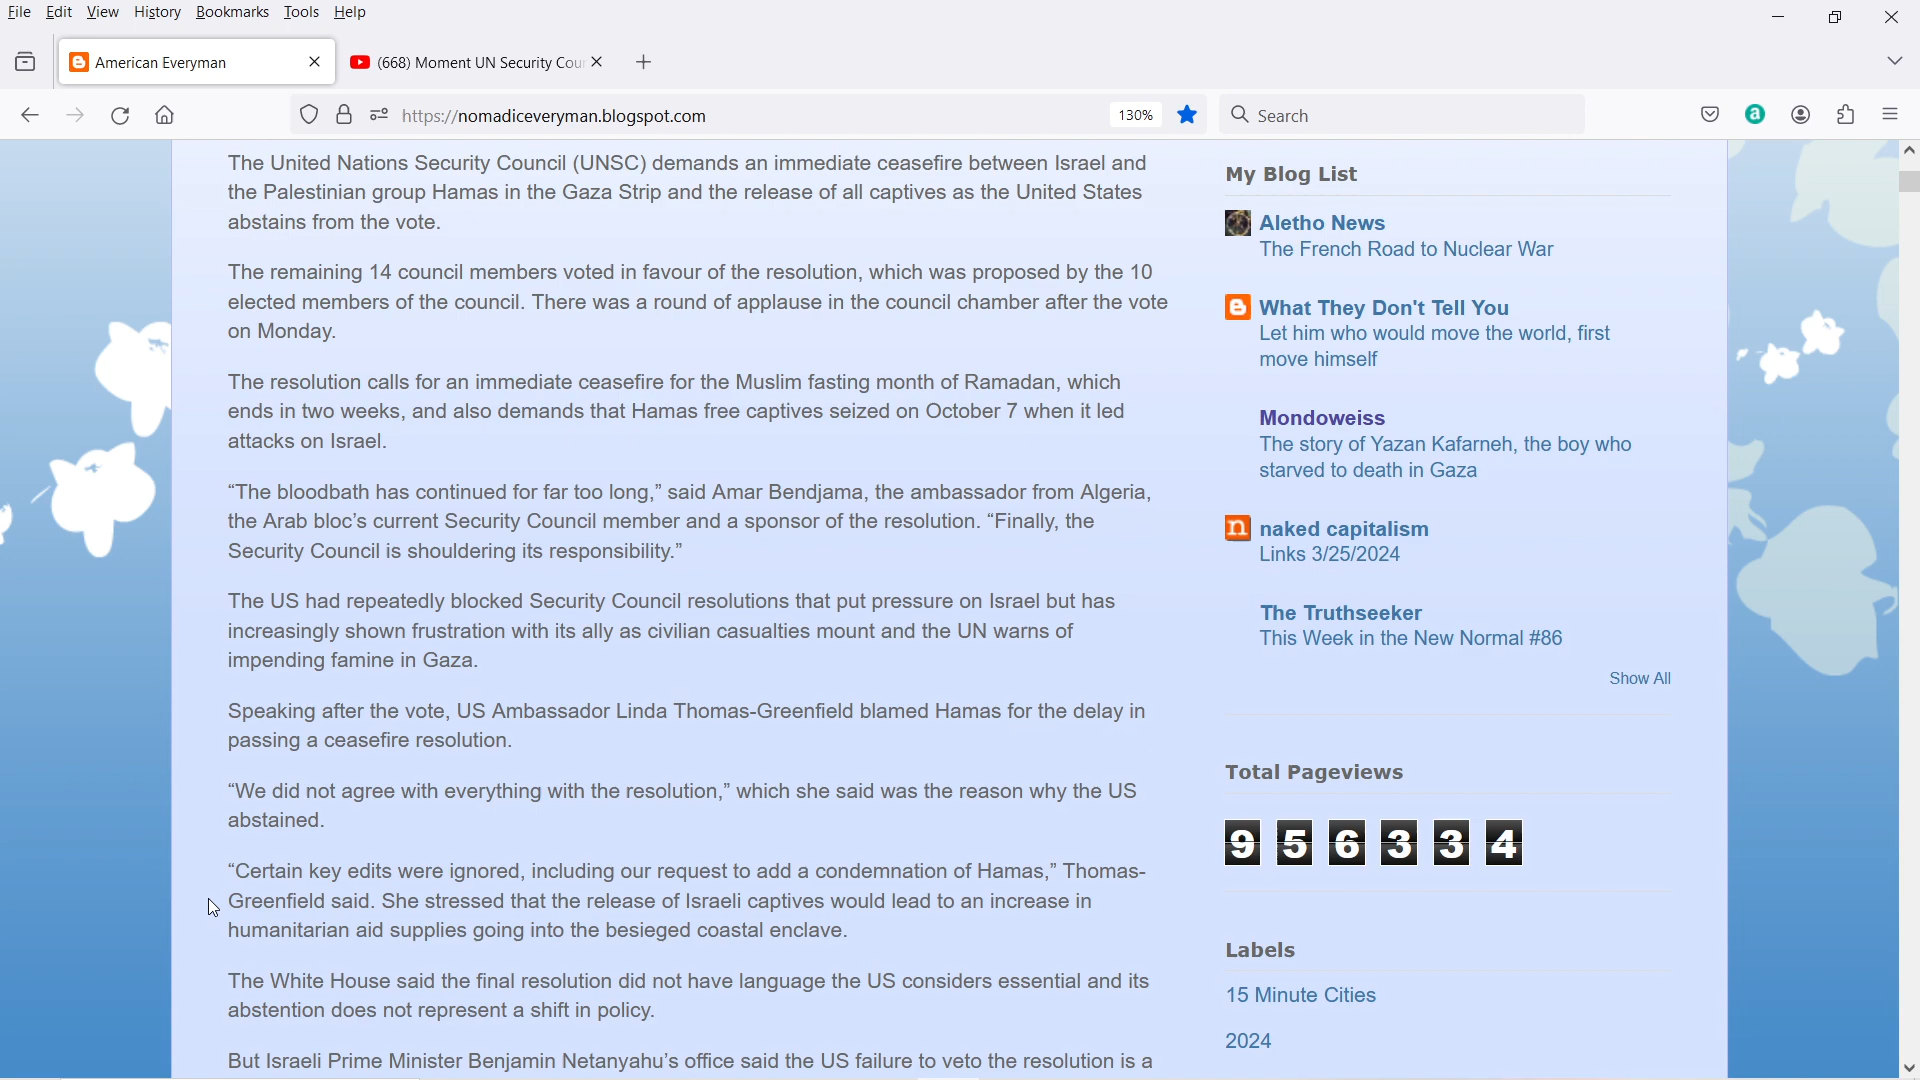 File Edit View History Bookmarks Tools Help
American Everyman
(668) Moment UN Security Cou
https://nomadiceveryman.blogspot.com
130%
Search
The United Nations Security Council (UNSC) demands an immediate ceasefire between Israel and
the Palestinian group Hamas in the Gaza Strip and the release of all captives as the United States
abstains from the vote.
The remaining 14 council members voted in favour of the resolution, which was proposed by the 10
elected members of the council. There was a round of applause in the council chamber after the vote
on Monday.
The resolution calls for an immediate ceasefire for the Muslim fasting month of Ramadan, which
ends in two weeks, and also demands that Hamas free captives seized on October 7 when it led
attacks on Israel.
“The bloodbath has continued for far too long,” said Amar Bendjama, the ambassador from Algeria,
the Arab bloc’s current Security Council member and a sponsor of the resolution. “Finally, the
Security Council is shouldering its responsibility.”
The US had repeatedly blocked Security Council resolutions that put pressure on Israel but has
increasingly shown frustration with its ally as civilian casualties mount and the UN warns of
impending famine in Gaza.
Speaking after the vote, US Ambassador Linda Thomas-Greenfield blamed Hamas for the delay in
passing a ceasefire resolution.
“We did not agree with everything with the resolution,” which she said was the reason why the US
abstained.
“Certain key edits were ignored, including our request to add a condemnation of Hamas,” Thomas-
Greenfield said. She stressed that the release of Israeli captives would lead to an increase in
humanitarian aid supplies going into the besieged coastal enclave.
The White House said the final resolution did not have language the US considers essential and its
abstention does not represent a shift in policy.
But Israeli Prime Minister Benjamin Netanyahu’s office said the US failure to veto the resolution is a
My Blog List
Aletho News
The French Road to Nuclear War
What They Don't Tell You
Let him who would move the world, first
move himself
Mondoweiss
The story of Yazan Kafarneh, the boy who
starved to death in Gaza
n naked capitalism
Links 3/25/2024
The Truthseeker
This Week in the New Normal #86
Show All
Total Pageviews
9 5 6 3 3 4
Labels
15 Minute Cities
2024